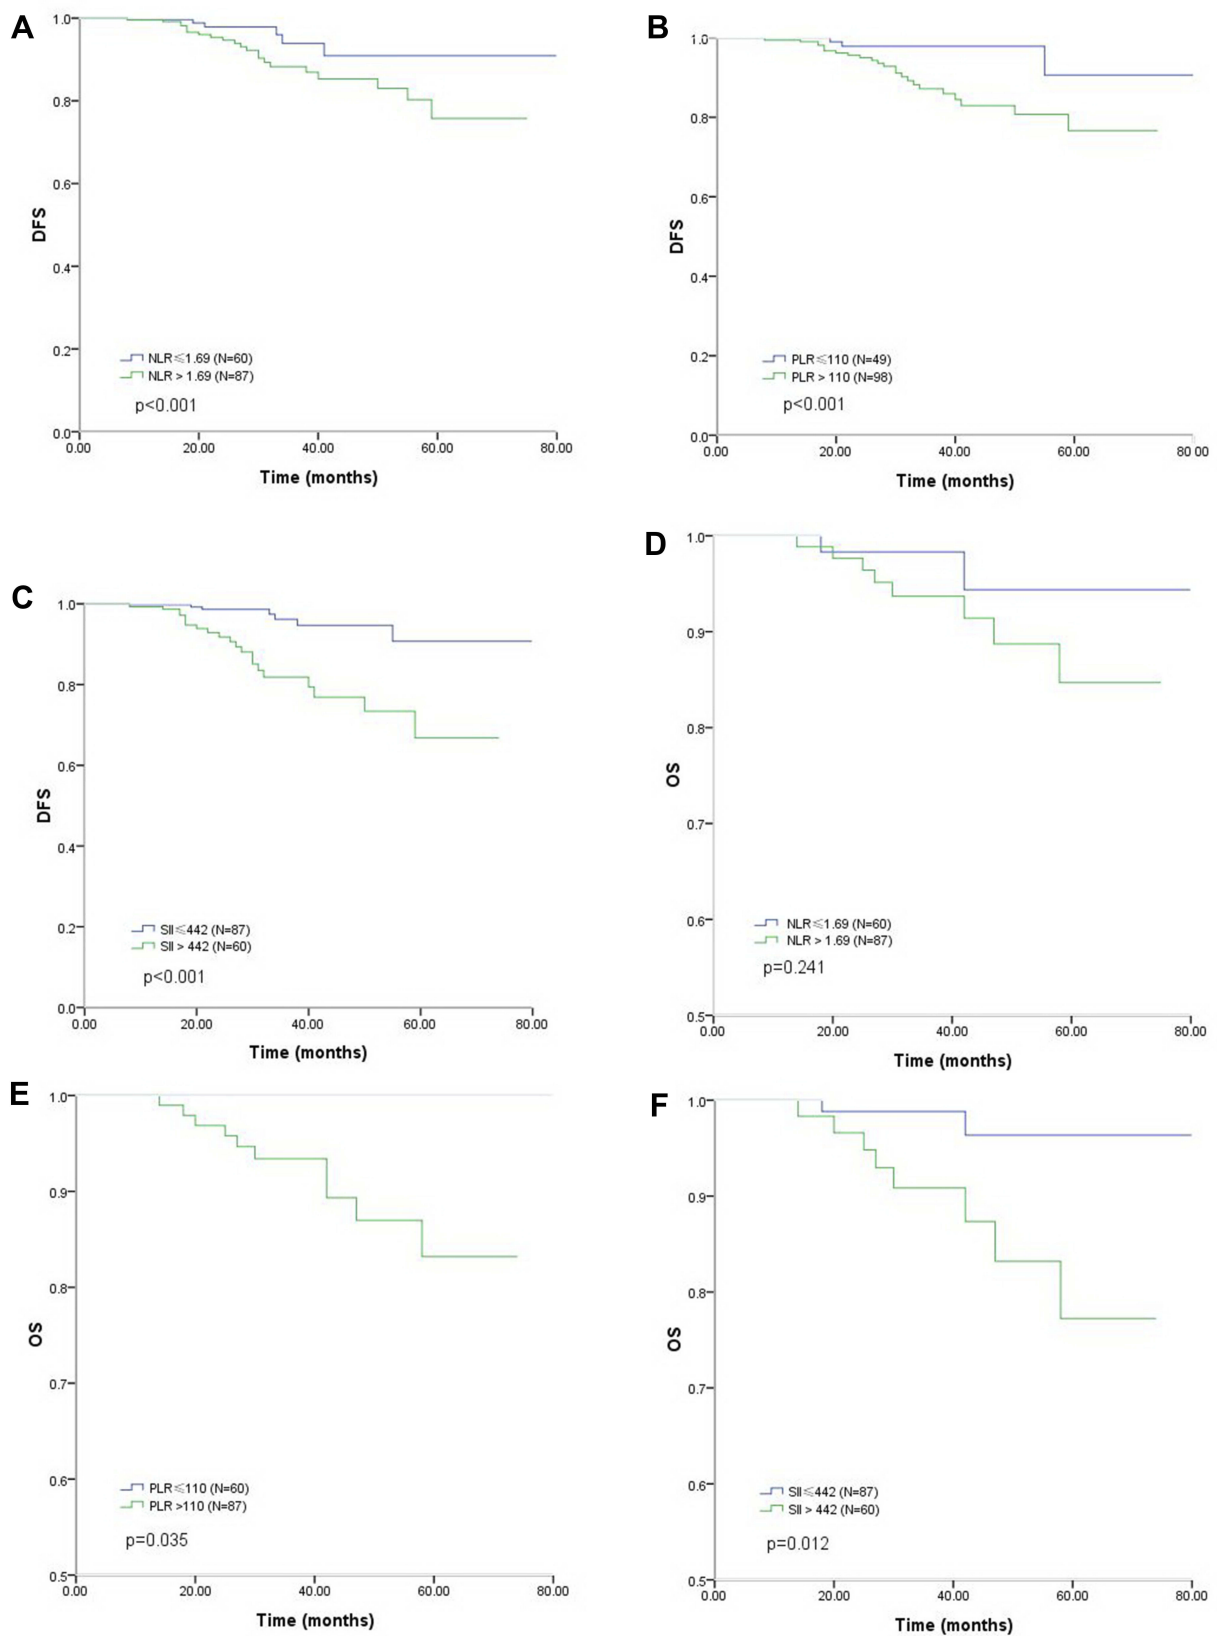 A
1.0
0.8
0.6
0.4
0.2
0.0
DFS
NLR≤1.69 (N=60)
NLR > 1.69 (N=87)
p<0.001
0.00 20.00 40.00 60.00 80.00
Time (months)
B
1.0
0.8
0.6
0.4
0.2
0.0
DFS
PLR≤110 (N=49)
PLR > 110 (N=98)
p<0.001
0.00 20.00 40.00 60.00 80.00
Time (months)
C
1.0
0.8
0.6
0.4
0.2
0.0
DFS
SII≤442 (N=87)
SII > 442 (N=60)
p<0.001
0.00 20.00 40.00 60.00 80.00
Time (months)
D
1.0
0.9
0.8
0.7
0.6
0.5
OS
NLR≤1.69 (N=60)
NLR > 1.69 (N=87)
p=0.241
0.00 20.00 40.00 60.00 80.00
Time (months)
E
1.0
0.9
0.8
0.7
0.6
0.5
OS
PLR≤110 (N=60)
PLR >110 (N=87)
p=0.035
0.00 20.00 40.00 60.00 80.00
Time (months)
F
1.0
0.9
0.8
0.7
0.6
0.5
OS
SII≤442 (N=87)
SII > 442 (N=60)
p=0.012
0.00 20.00 40.00 60.00 80.00
Time (months)